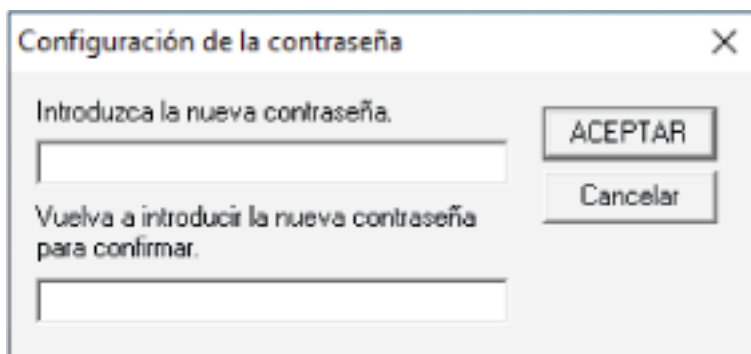 Configuración de la contraseña
Introduzca la nueva contraseña.
ACEPTAR
Cancelar
Vuelva a introducir la nueva contraseña
para confirmar.